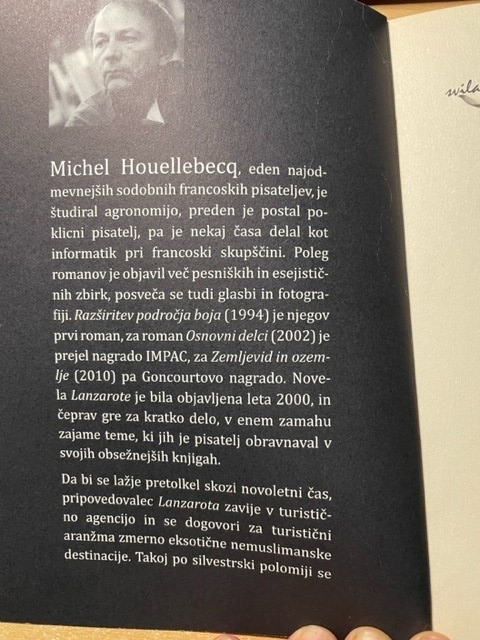 Michel Houellebecq, eden najod-
mevnejših sodobnih francoskih pisateljev, je
študiral agronomijo, preden je postal po-
klicni pisatelj, pa je nekaj časa delal kot
informatik pri francoski skupščini. Poleg
romanov je objavil več pesniških in esejistič-
nih zbirk, posveča se tudi glasbi in fotogra-
fiji. Razširitev področja boja (1994) je njegov
prvi roman, za roman Osnovni delci (2002) je
prejel nagrado IMPAC, za Zemljevid in ozem-
lje (2010) pa Goncourtovo nagrado. Nove-
la Lanzarote je bila objavljena leta 2000, in
čeprav gre za kratko delo, v enem zamahu
zajame teme, ki jih je pisatelj obravnaval v
svojih obsežnejših knjigah.
Da bi se lažje pretolkel skozi novoletni čas,
pripovedovalec Lanzarota zavije v turistič-
no agencijo in se dogovori za turistični
aranžma zmerno eksotične nemuslimanske
destinacije. Takoj po silvestrski polomiji se